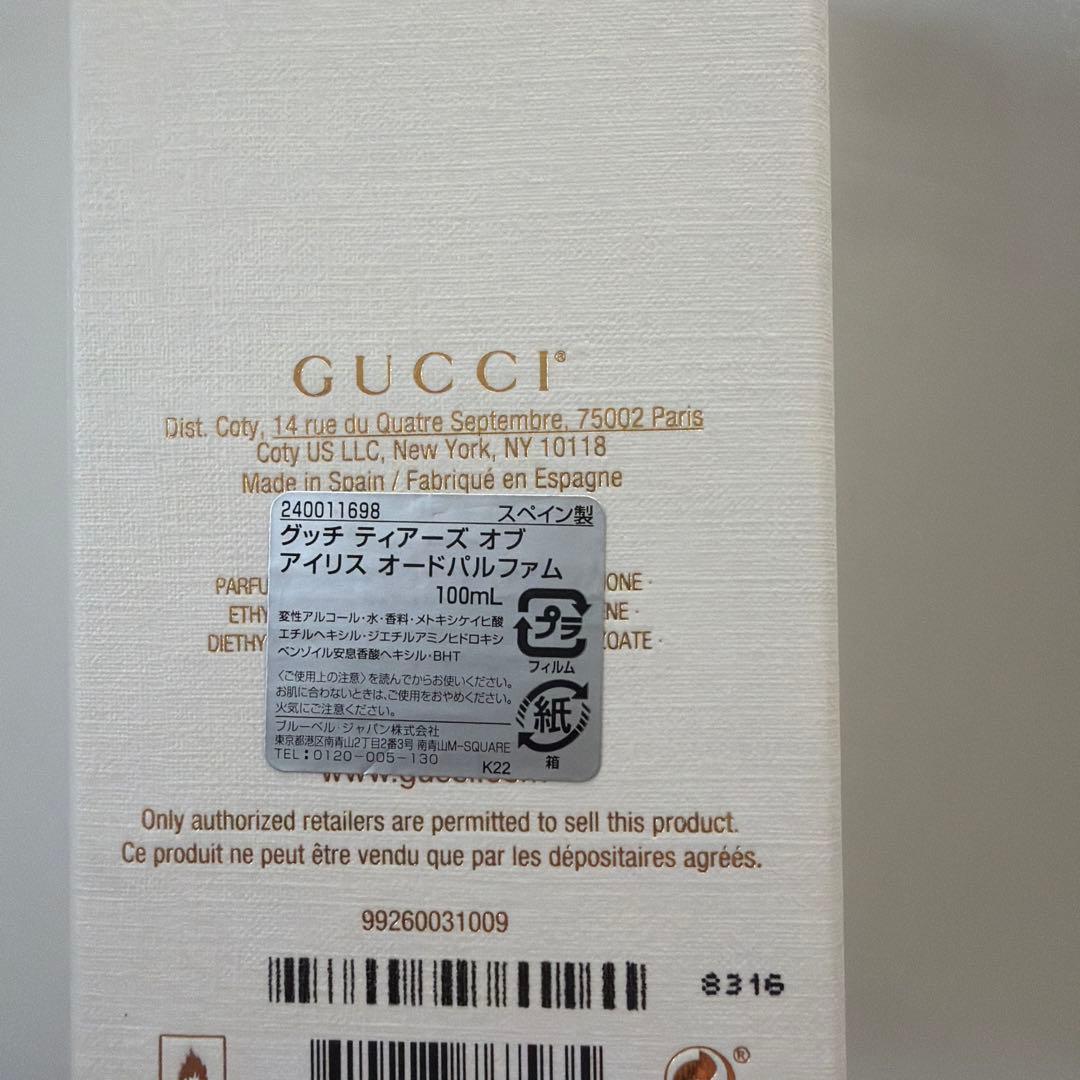 GUCCI®
Dist. Coty, 14 rue du Quatre Septembre, 75002 Paris
Coty US LLC, New York, NY 10118
Made in Spain / Fabriqué en Espagne
240011698 スペイン製
グッチ ティアーズ オブ
アイリス オードパルファム
100mL
変性アルコール・水・香料・メトキシケイヒ酸
エチルヘキシル・ジエチルアミノヒドロキシ
ベンゾイル安息香酸ヘキシル・BHT
プラ
フィルム
〈ご使用上の注意〉を読んでからお使いください。
お肌に合わないときは、ご使用をおやめください。
火気にご注意ください。
紙
箱
ブルーベル・ジャパン株式会社
東京都港区南青山2丁目2番3号 南青山M-SQUARE
TEL:0120-005-130
K22
PARFU ONE ·
ETHY NE ·
DIETHY OATE ·
Only authorized retailers are permitted to sell this product.
Ce produit ne peut être vendu que par les dépositaires agréés.
99260031009
8316
®